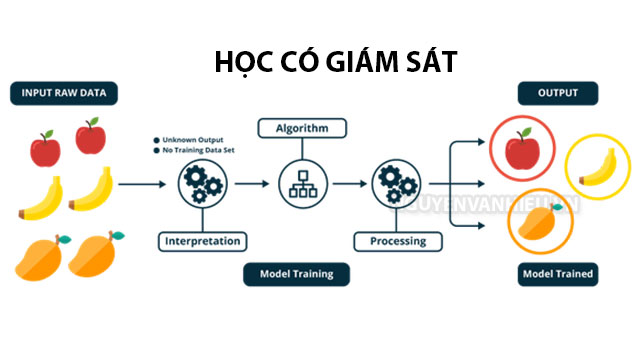 HỌC CÓ GIÁM SÁT
INPUT RAW DATA
Unknown Output
No Training Data Set
Algorithm
OUTPUT
NGUYENVANHIEU.VN
Interpretation
Processing
Model Training
Model Trained